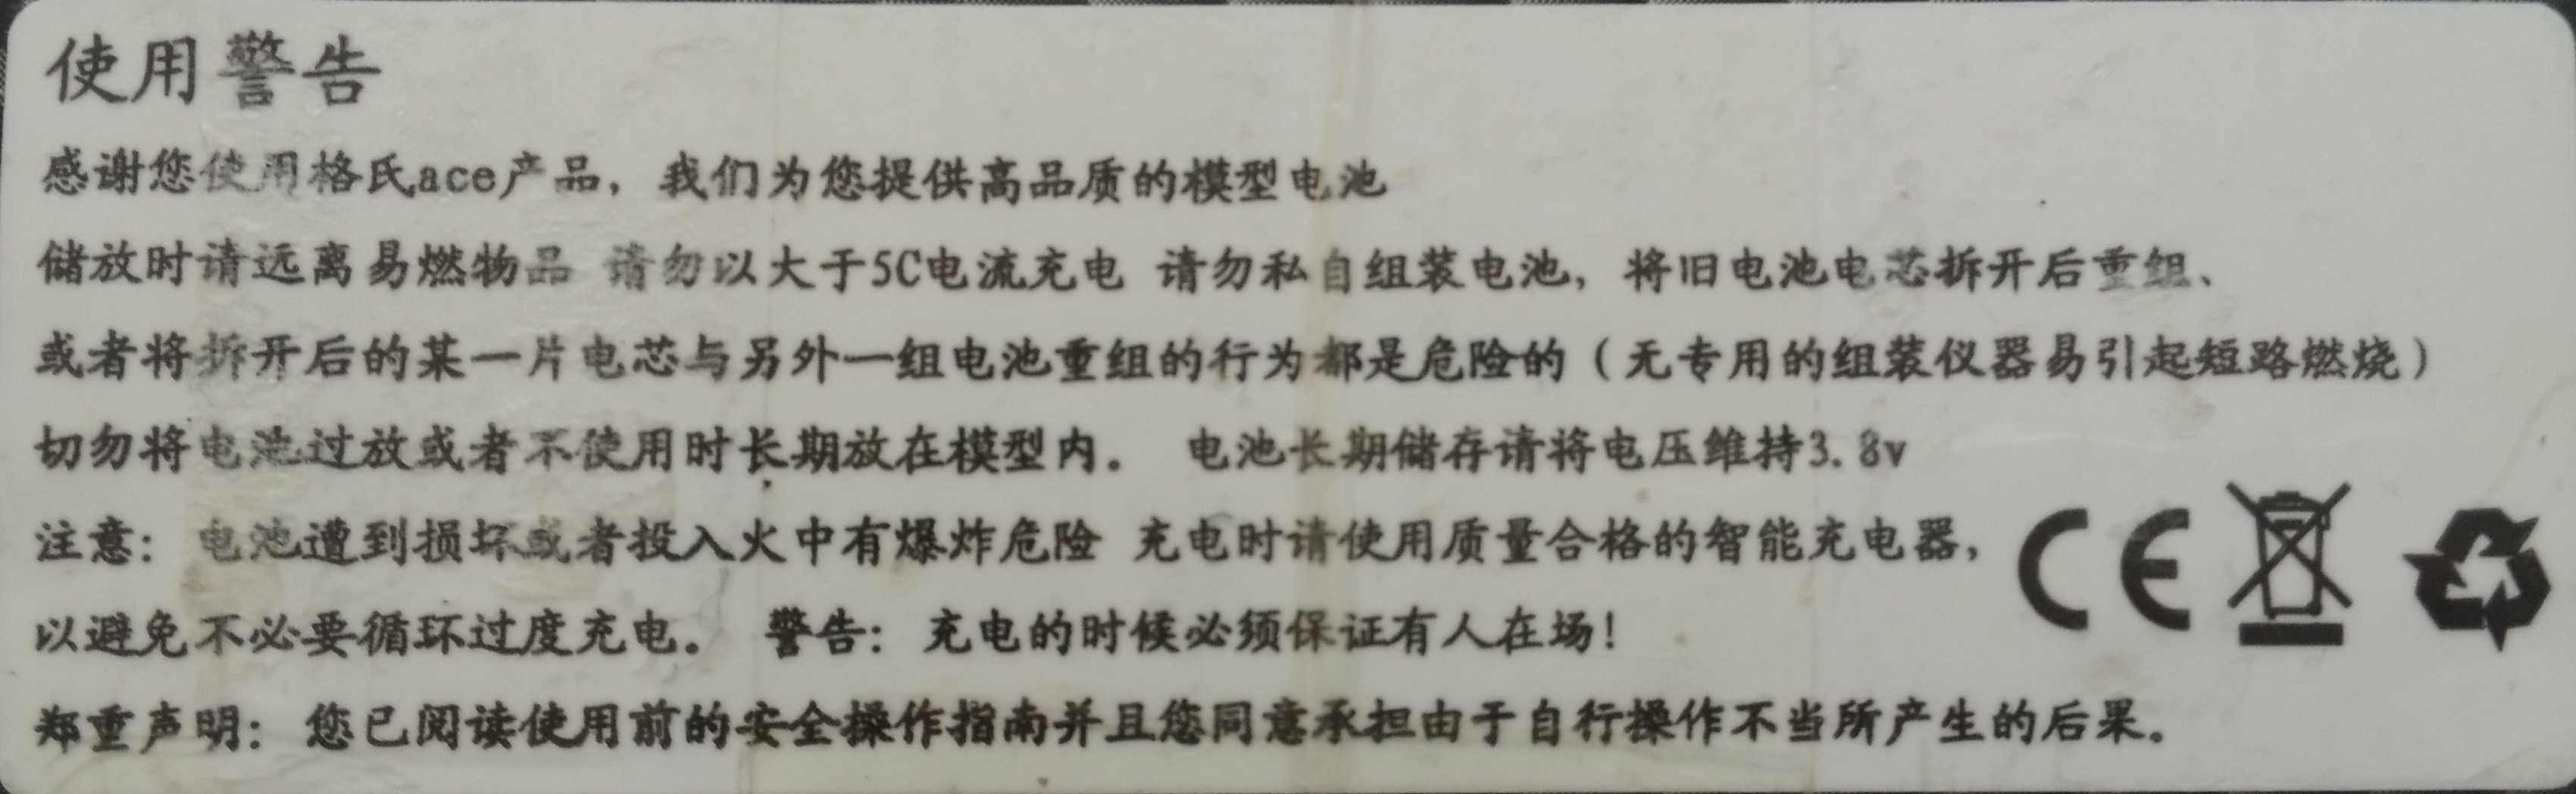 使用警告
感谢您使用格氏ace产品，我们为您提供高品质的模型电池
储放时请远离易燃物品 请勿以大于5C电流充电 请勿私自组装电池，将旧电池电芯拆开后重组、
或者将拆开后的某一片电芯与另外一组电池重组的行为都是危险的（无专用的组装仪器易引起短路燃烧）
切勿将电池过放或者不使用时长期放在模型内。 电池长期储存请将电压维持3.8v
注意：电池遭到损坏或者投入火中有爆炸危险 充电时请使用质量合格的智能充电器，
以避免不必要循环过度充电。 警告：充电的时候必须保证有人在场！
CE
郑重声明：您已阅读使用前的安全操作指南并且您同意承担由于自行操作不当所产生的后果。